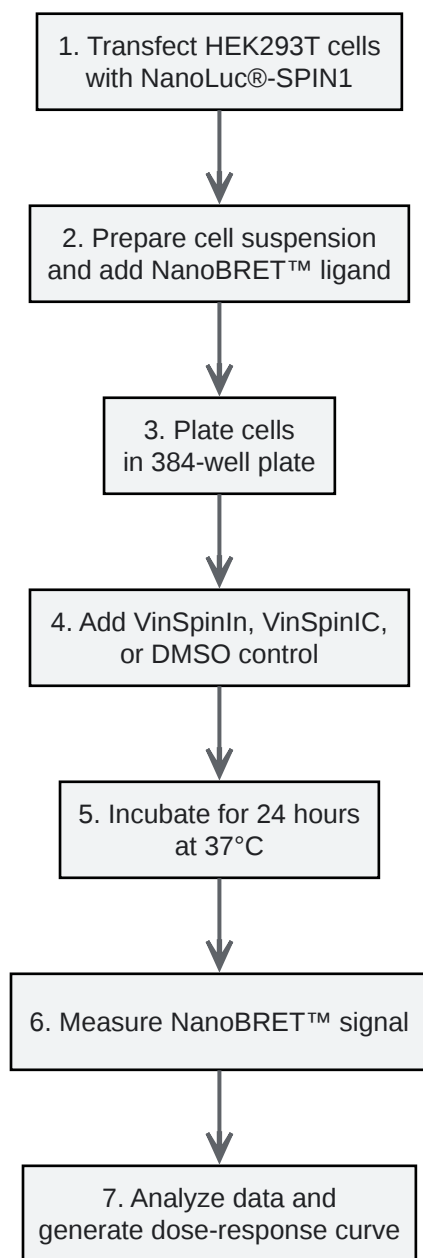 1. Transfect HEK293T cells
with NanoLuc®-SPIN1
2. Prepare cell suspension
and add NanoBRET™ ligand
3. Plate cells
in 384-well plate
4. Add VinSpinIn, VinSpinIC,
or DMSO control
5. Incubate for 24 hours
at 37°C
6. Measure NanoBRET™ signal
7. Analyze data and
generate dose-response curve